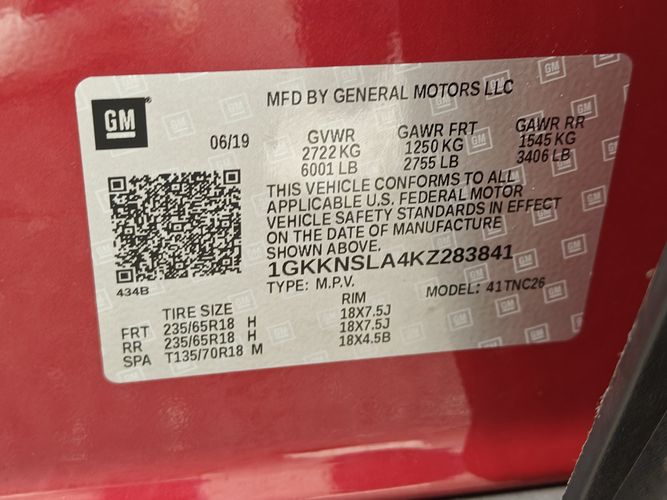 GM
MFD BY GENERAL MOTORS LLC
06/19
GVWR GAWR FRT GAWR RR
2722 KG 1250 KG 1545 KG
6001 LB 2755 LB 3406 LB
THIS VEHICLE CONFORMS TO ALL
APPLICABLE U.S. FEDERAL MOTOR
VEHICLE SAFETY STANDARDS IN EFFECT
ON THE DATE OF MANUFACTURE
SHOWN ABOVE.
1GKKNSLA4KZ283841
434B
TYPE: M.P.V. MODEL: 41TNC26
TIRE SIZE RIM
FRT 235/65R18 H 18X7.5J
RR 235/65R18 H 18X7.5J
SPA T135/70R18 M 18X4.5B